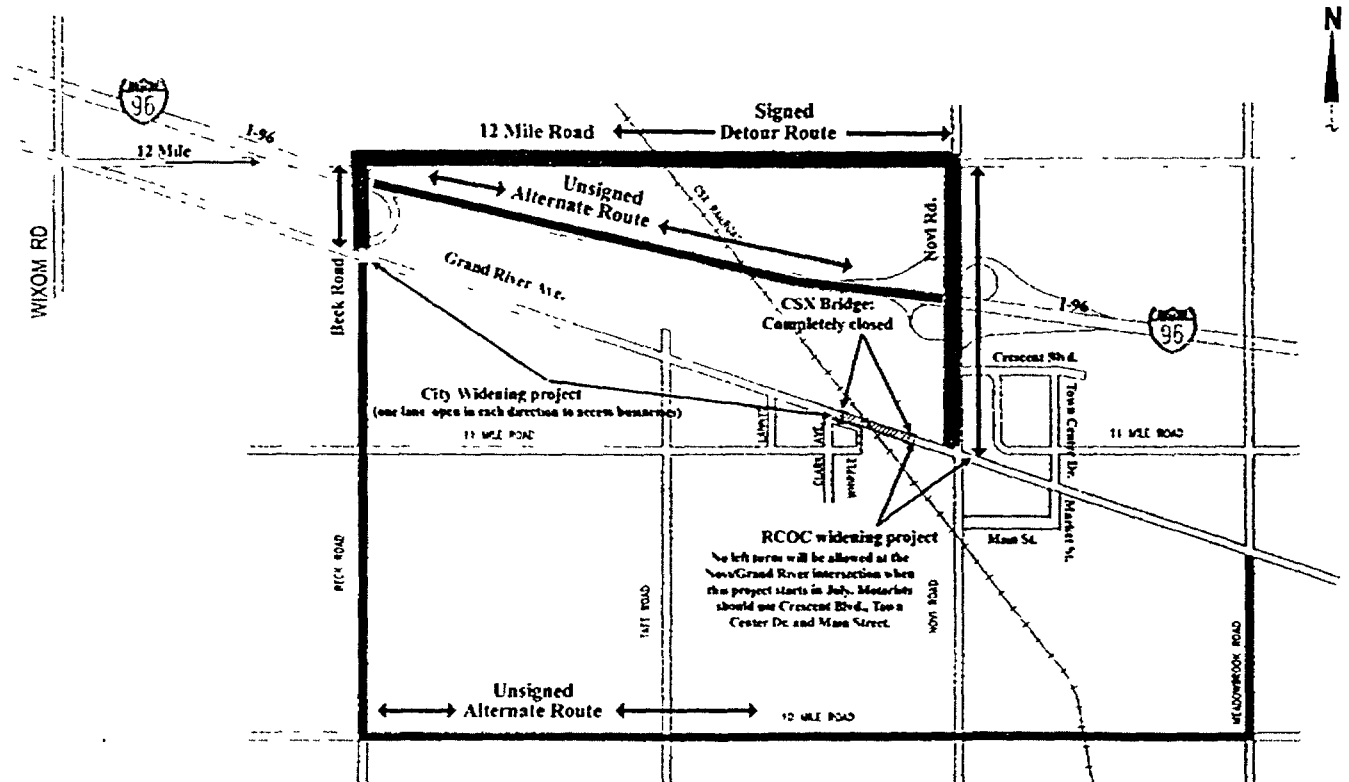 N
96
I-96
12 Mile
WIXOM RD
12 Mile Road
Signed
Detour Route
Unsigned
Alternate Route
CSX
Novi Rd.
Beck Road
Grand River Ave.
CSX Bridge:
Completely closed
I-96
96
Crescent Blvd.
Town Center Dr.
Market St.
Main St.
City Widening project
(one lane open in each direction to access businesses)
11 MILE ROAD
11 MILE ROAD
CLARK
RCOC widening project
No left turns will be allowed at the
Novi/Grand River intersection when
this project starts in July. Motorists
should use Crescent Blvd., Town
Center Dr. and Main Street.
BECK ROAD
TAFT ROAD
NOVI ROAD
MEADOWBROOK ROAD
Unsigned
Alternate Route
10 MILE ROAD